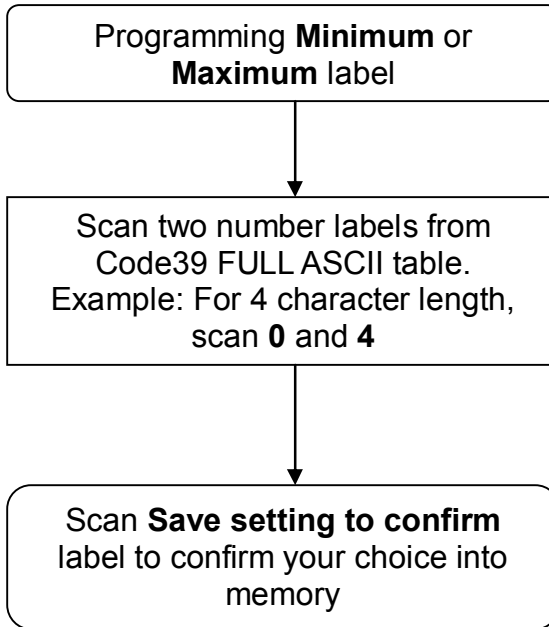 Programming Minimum or
Maximum label
Scan two number labels from
Code39 FULL ASCII table.
Example: For 4 character length,
scan 0 and 4
Scan Save setting to confirm
label to confirm your choice into
memory